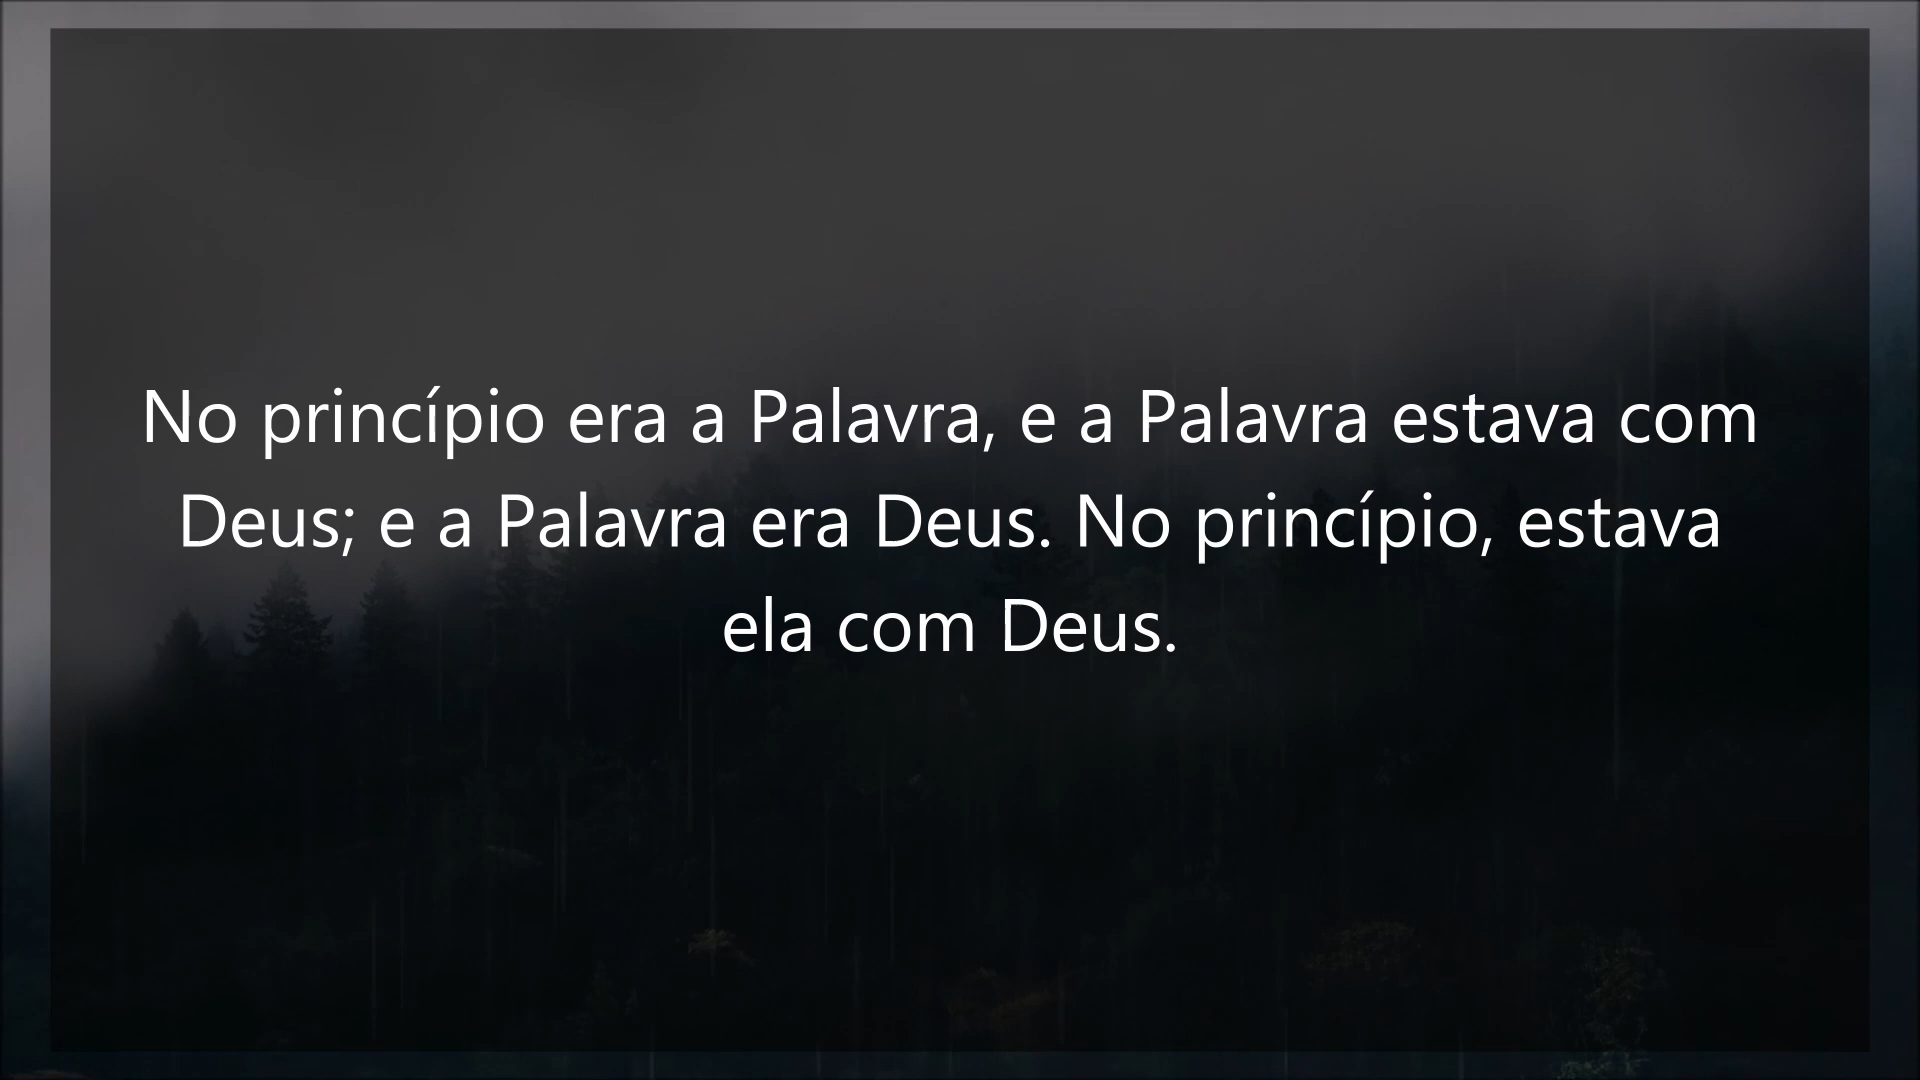 No princípio era a Palavra, e a Palavra estava com
Deus; e a Palavra era Deus. No princípio, estava
ela com Deus.